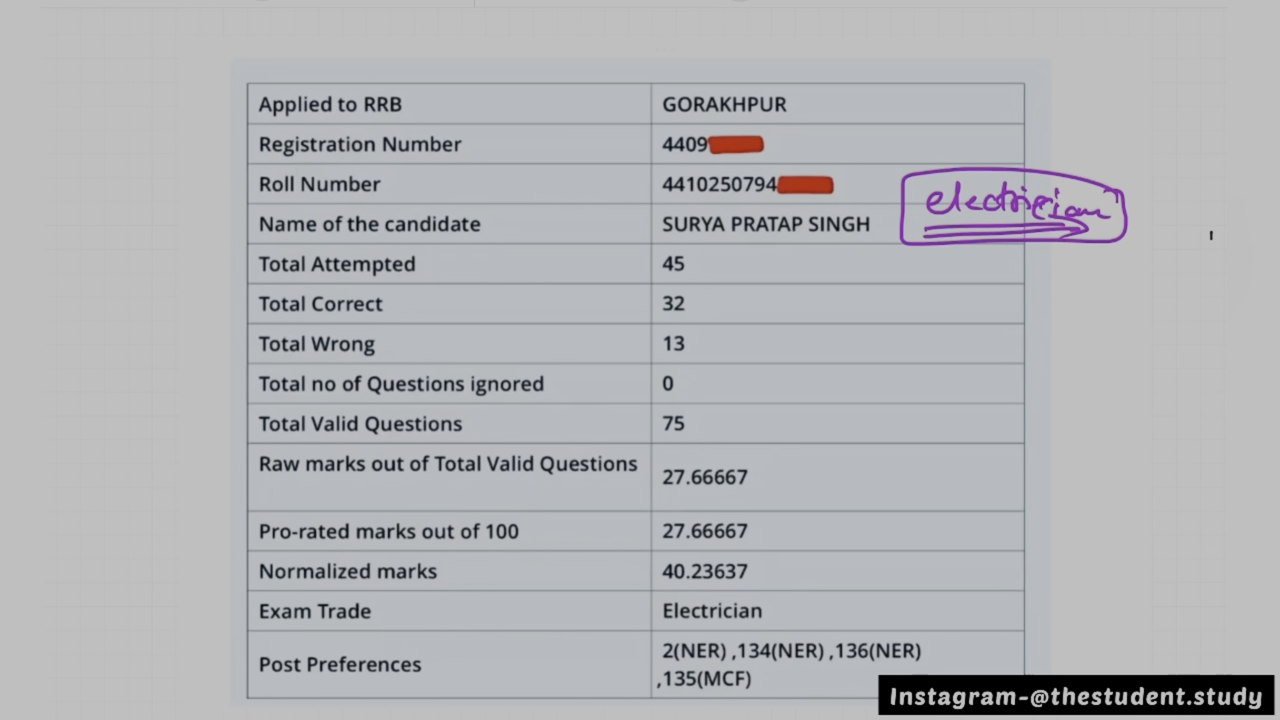 Applied to RRB GORAKHPUR
Registration Number 4409
Roll Number 4410250794
electrician
Name of the candidate SURYA PRATAP SINGH
Total Attempted 45
Total Correct 32
Total Wrong 13
Total no of Questions ignored 0
Total Valid Questions 75
Raw marks out of Total Valid Questions 27.66667
Pro-rated marks out of 100 27.66667
Normalized marks 40.23637
Exam Trade Electrician
Post Preferences 2(NER) ,134(NER) ,136(NER)
,135(MCF)
Instagram-@thestudent.study